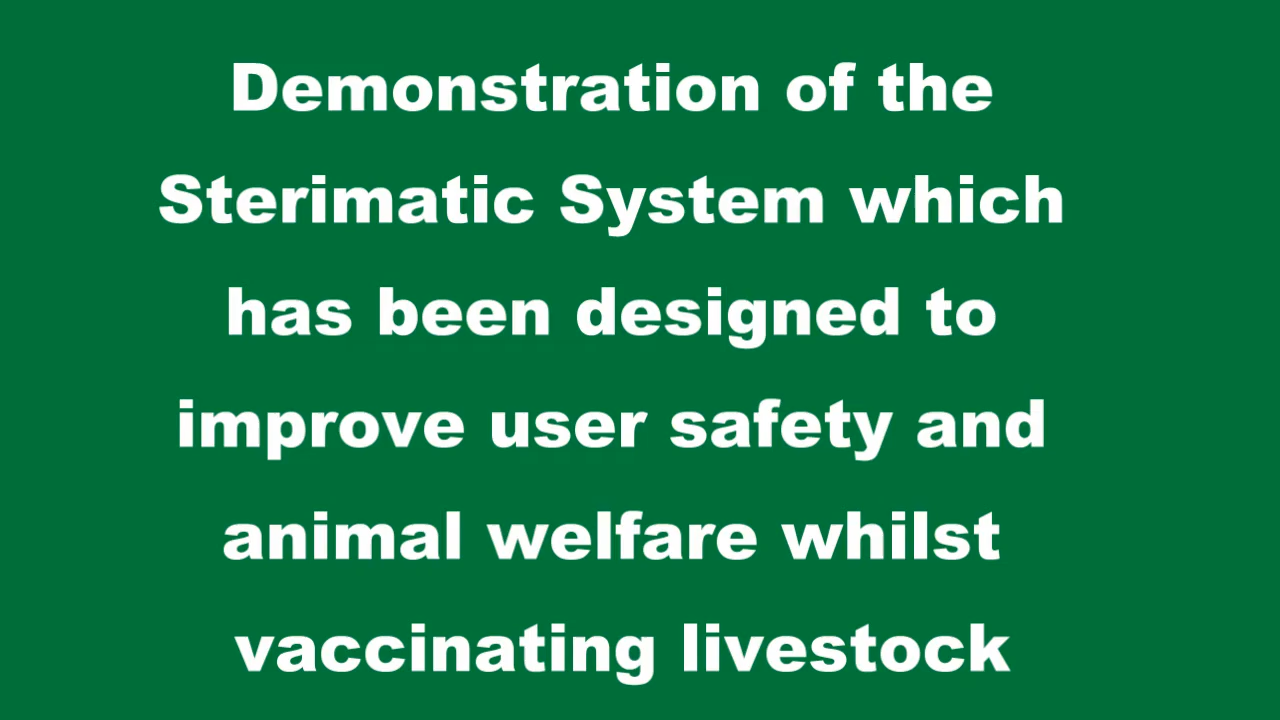 Demonstration of the
Sterimatic System which
has been designed to
improve user safety and
animal welfare whilst
vaccinating livestock